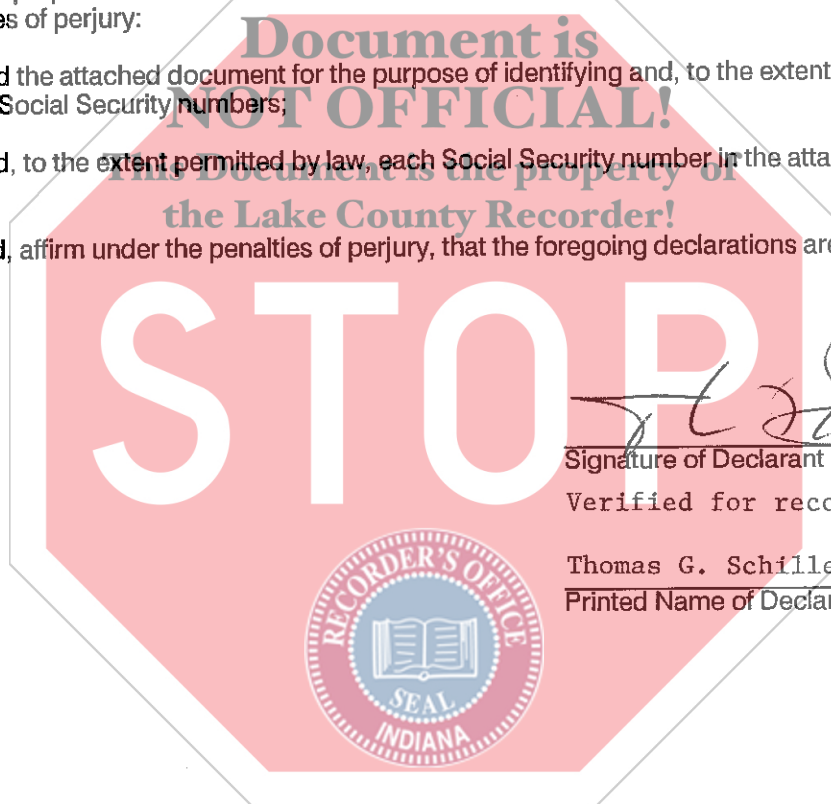 es of perjury:
Document is
d the attached document for the purpose of identifying and, to the extent
Social Security numbers;
NOT OFFICIAL!
d, to the extent permitted by law, each Social Security number in the atta
This Document is the property of
the Lake County Recorder!
d, affirm under the penalties of perjury, that the foregoing declarations are
STOP
Signature of Declarant
Verified for reco
Thomas G. Schille
Printed Name of Declar
RECORDER'S OFFICE
SEAL
INDIANA